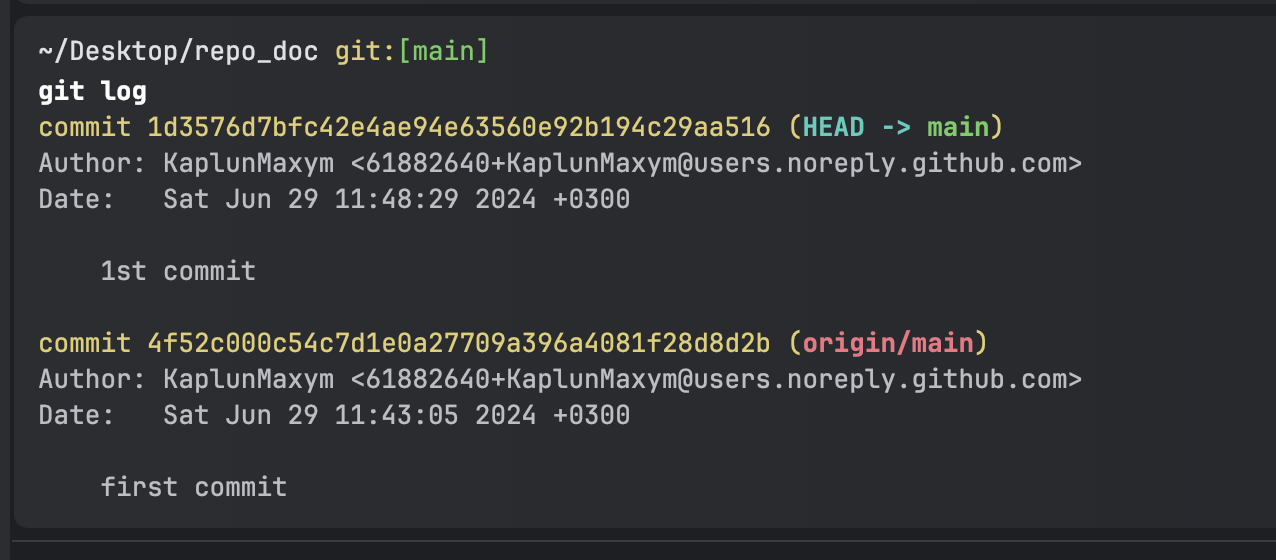 ~/Desktop/repo_doc git:[main]
git log
commit 1d3576d7bfc42e4ae94e63560e92b194c29aa516 (HEAD -> main)
Author: KaplunMaxym <61882640+KaplunMaxym@users.noreply.github.com>
Date:   Sat Jun 29 11:48:29 2024 +0300
1st commit
commit 4f52c000c54c7d1e0a27709a396a4081f28d8d2b (origin/main)
Author: KaplunMaxym <61882640+KaplunMaxym@users.noreply.github.com>
Date:   Sat Jun 29 11:43:05 2024 +0300
first commit